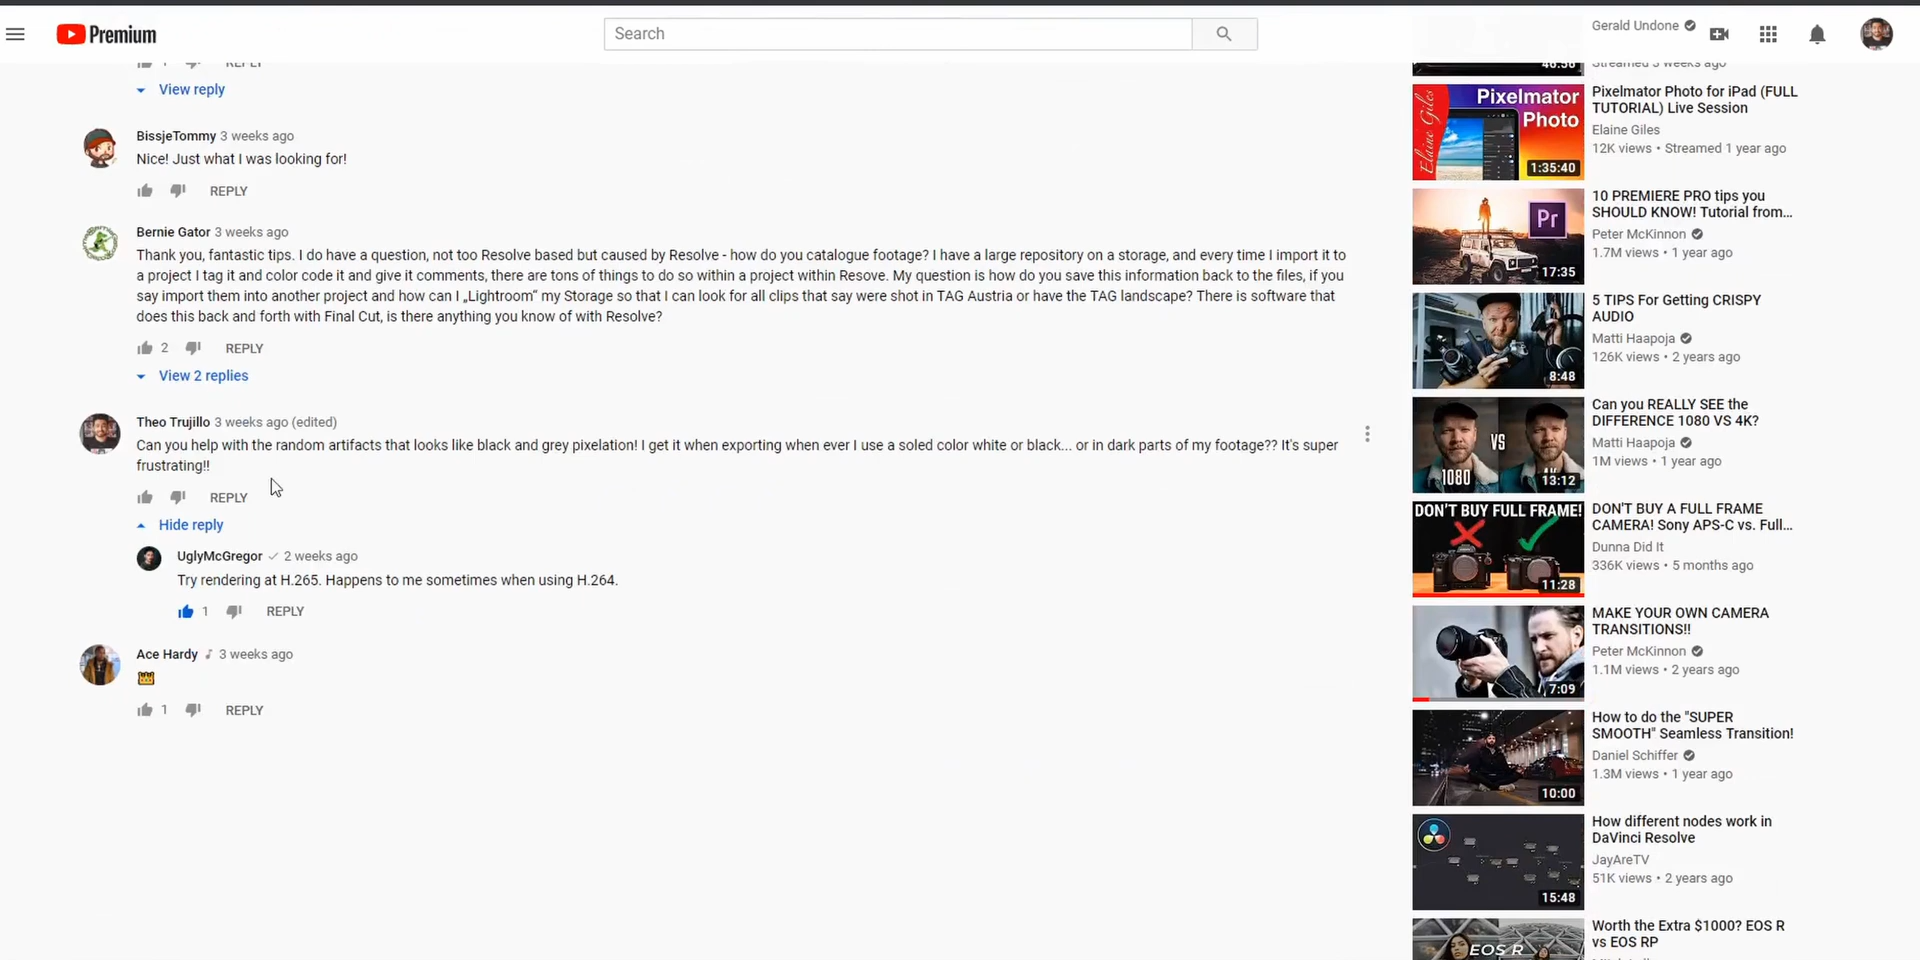 Premium
Search
REPLY
View reply
BissjeTommy 3 weeks ago
Nice! Just what I was looking for!
REPLY
Bernie Gator 3 weeks ago
Thank you, fantastic tips. I do have a question, not too Resolve based but caused by Resolve - how do you catalogue footage? I have a large repository on a storage, and every time I import it to
a project I tag it and color code it and give it comments, there are tons of things to do so within a project within Resove. My question is how do you save this information back to the files, if you
say import them into another project and how can I „Lightroom“ my Storage so that I can look for all clips that say were shot in TAG Austria or have the TAG landscape? There is software that
does this back and forth with Final Cut, is there anything you know of with Resolve?
2 REPLY
View 2 replies
Theo Trujillo 3 weeks ago (edited)
Can you help with the random artifacts that looks like black and grey pixelation! I get it when exporting when ever I use a soled color white or black... or in dark parts of my footage?? It's super
frustrating!!
REPLY
Hide reply
UglyMcGregor 2 weeks ago
Try rendering at H.265. Happens to me sometimes when using H.264.
1 REPLY
Ace Hardy 3 weeks ago
1 REPLY
Gerald Undone
46:56
Streamed 3 weeks ago
Elaine Giles
Pixelmator
Photo
1:35:40
Pixelmator Photo for iPad (FULL
TUTORIAL) Live Session
Elaine Giles
12K views • Streamed 1 year ago
Pr
17:35
10 PREMIERE PRO tips you
SHOULD KNOW! Tutorial from...
Peter McKinnon
1.7M views • 1 year ago
8:48
5 TIPS For Getting CRISPY
AUDIO
Matti Haapoja
126K views • 2 years ago
VS
1080
4K
13:12
Can you REALLY SEE the
DIFFERENCE 1080 VS 4K?
Matti Haapoja
1M views • 1 year ago
DON'T BUY FULL FRAME!
11:28
DON'T BUY A FULL FRAME
CAMERA! Sony APS-C vs. Full...
Dunna Did It
336K views • 5 months ago
7:09
MAKE YOUR OWN CAMERA
TRANSITIONS!!
Peter McKinnon
1.1M views • 2 years ago
10:00
How to do the "SUPER
SMOOTH" Seamless Transition!
Daniel Schiffer
1.3M views • 1 year ago
15:48
How different nodes work in
DaVinci Resolve
JayAreTV
51K views • 2 years ago
EOS R
Worth the Extra $1000? EOS R
vs EOS RP